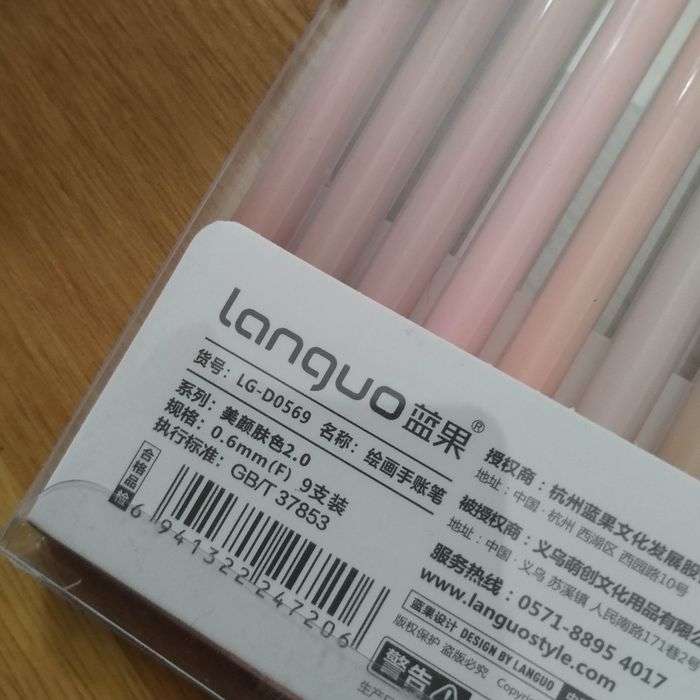 languo蓝果®
货号：LG-D0569 名称：绘画手账笔
系列：美颜肤色2.0
规格：0.6mm(F) 9支装
执行标准：GB/T 37853
合格品
检
6941322247206
授权商：杭州蓝果文化发展
地址：中国·杭州 西湖区 西园路10号
被授权商：义乌萌创文化用品有限
地址：中国·义乌 苏溪镇 人民南路171巷2
服务热线：0571-8895 4017
www.languostyle.com
蓝果设计 DESIGN BY LANGUO
版权保护 盗版必究 Copyrig
警告
生产日